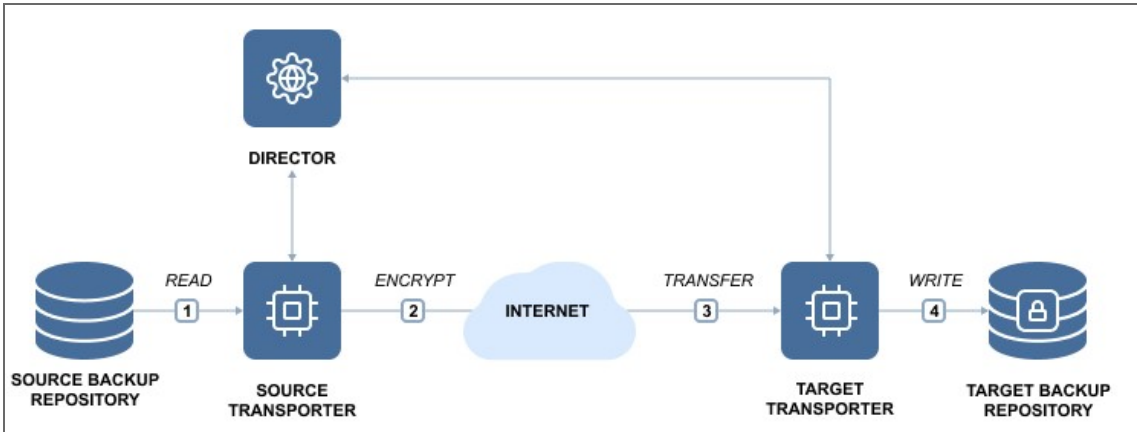 DIRECTOR
READ
ENCRYPT
TRANSFER
WRITE
1
2
INTERNET
3
4
SOURCE BACKUP
REPOSITORY
SOURCE
TRANSPORTER
TARGET
TRANSPORTER
TARGET BACKUP
REPOSITORY